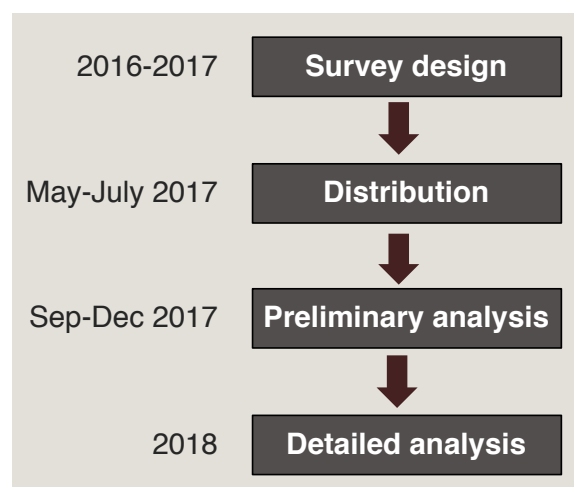 2016-2017 Survey design
May-July 2017 Distribution
Sep-Dec 2017 Preliminary analysis
2018 Detailed analysis